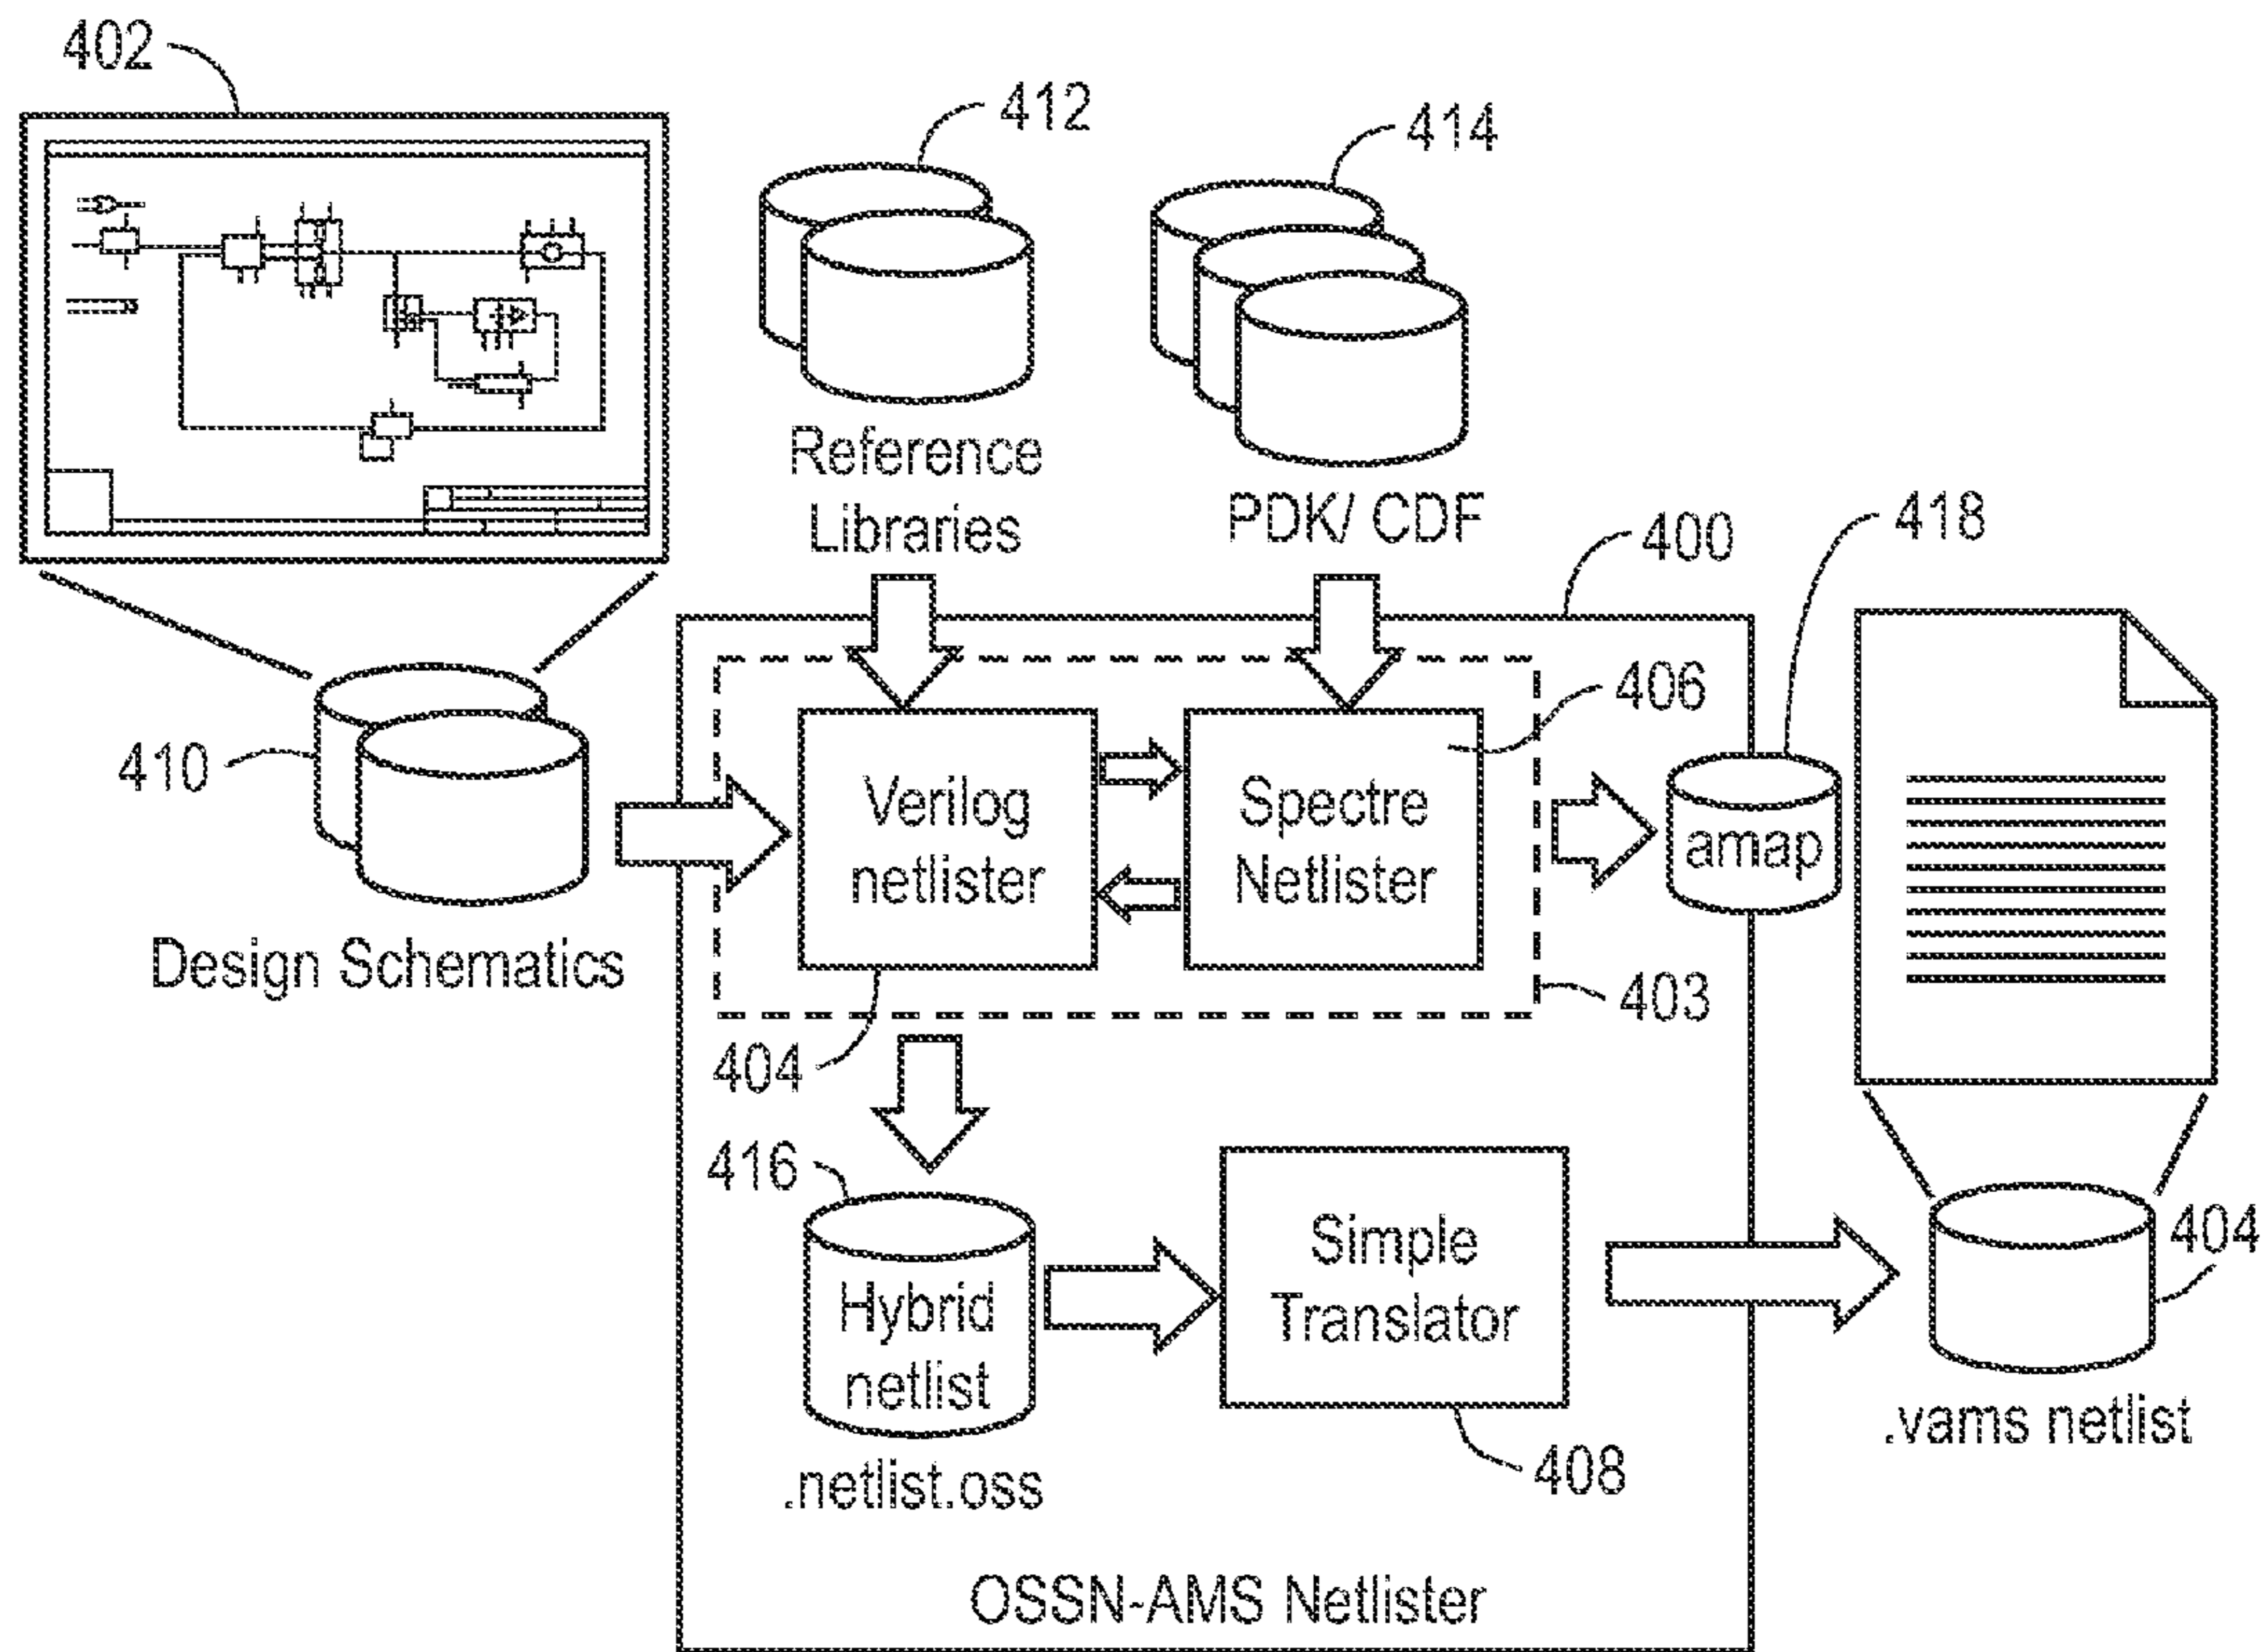 402
412
414
Reference
Libraries
PDK/ CDF
418
400
406
410
Verilog
netlister
Spectre
Netlister
amap
Design Schematics
403
404
416
Hybrid
netlist
.netlist.oss
Simple
Translator
408
404
.vams netlist
OSSN-AMS Netlister